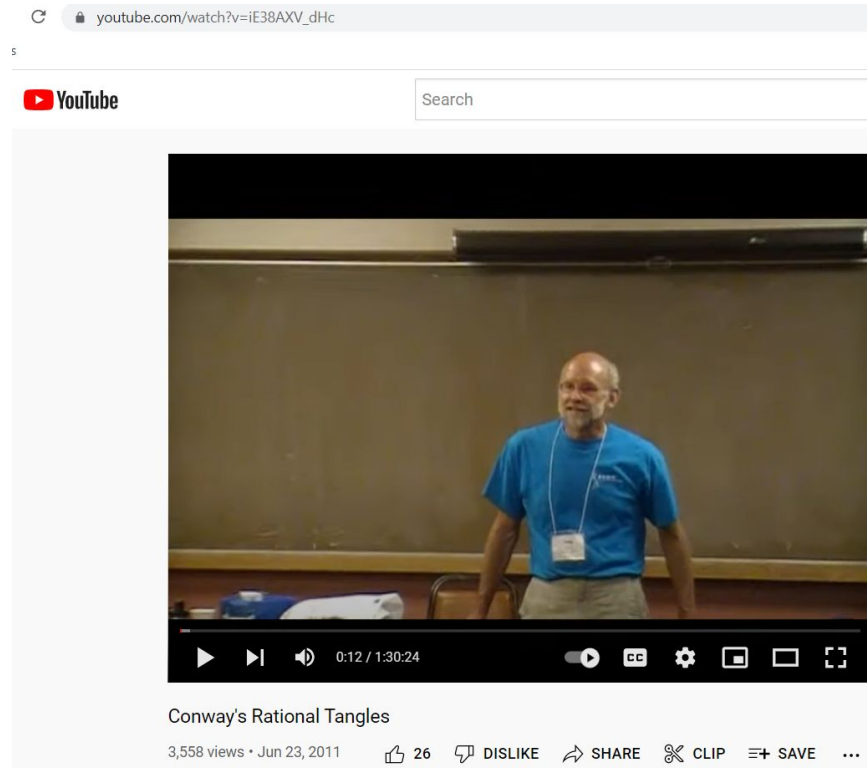 youtube.com/watch?v=iE38AXV_dHc
s
YouTube
Search
0:12 / 1:30:24
CC
Conway's Rational Tangles
3,558 views • Jun 23, 2011 26 DISLIKE SHARE CLIP SAVE ...